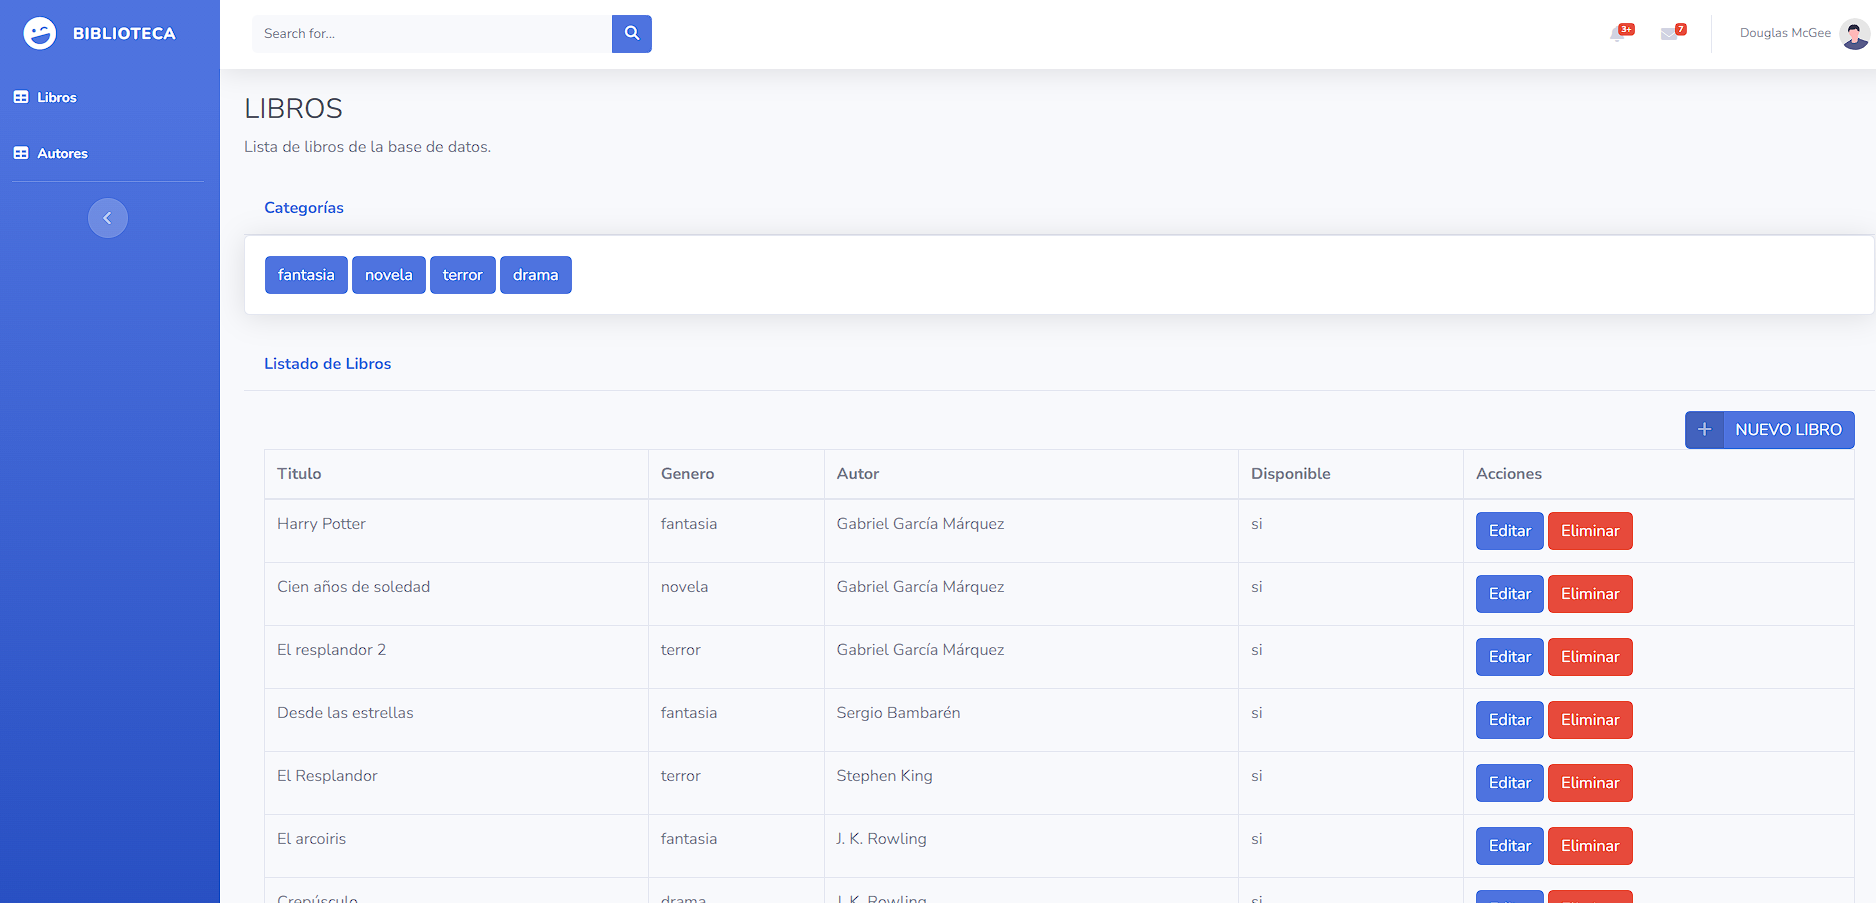 BIBLIOTECA
Search for...
3+
7
Douglas McGee
Libros
Autores
LIBROS
Lista de libros de la base de datos.
Categorías
fantasia novela terror drama
Listado de Libros
+ NUEVO LIBRO
Titulo Genero Autor Disponible Acciones
Harry Potter fantasia Gabriel García Márquez si Editar Eliminar
Cien años de soledad novela Gabriel García Márquez si Editar Eliminar
El resplandor 2 terror Gabriel García Márquez si Editar Eliminar
Desde las estrellas fantasia Sergio Bambarén si Editar Eliminar
El Resplandor terror Stephen King si Editar Eliminar
El arcoiris fantasia J. K. Rowling si Editar Eliminar
Crepúsculo drama J. K. Rowling si